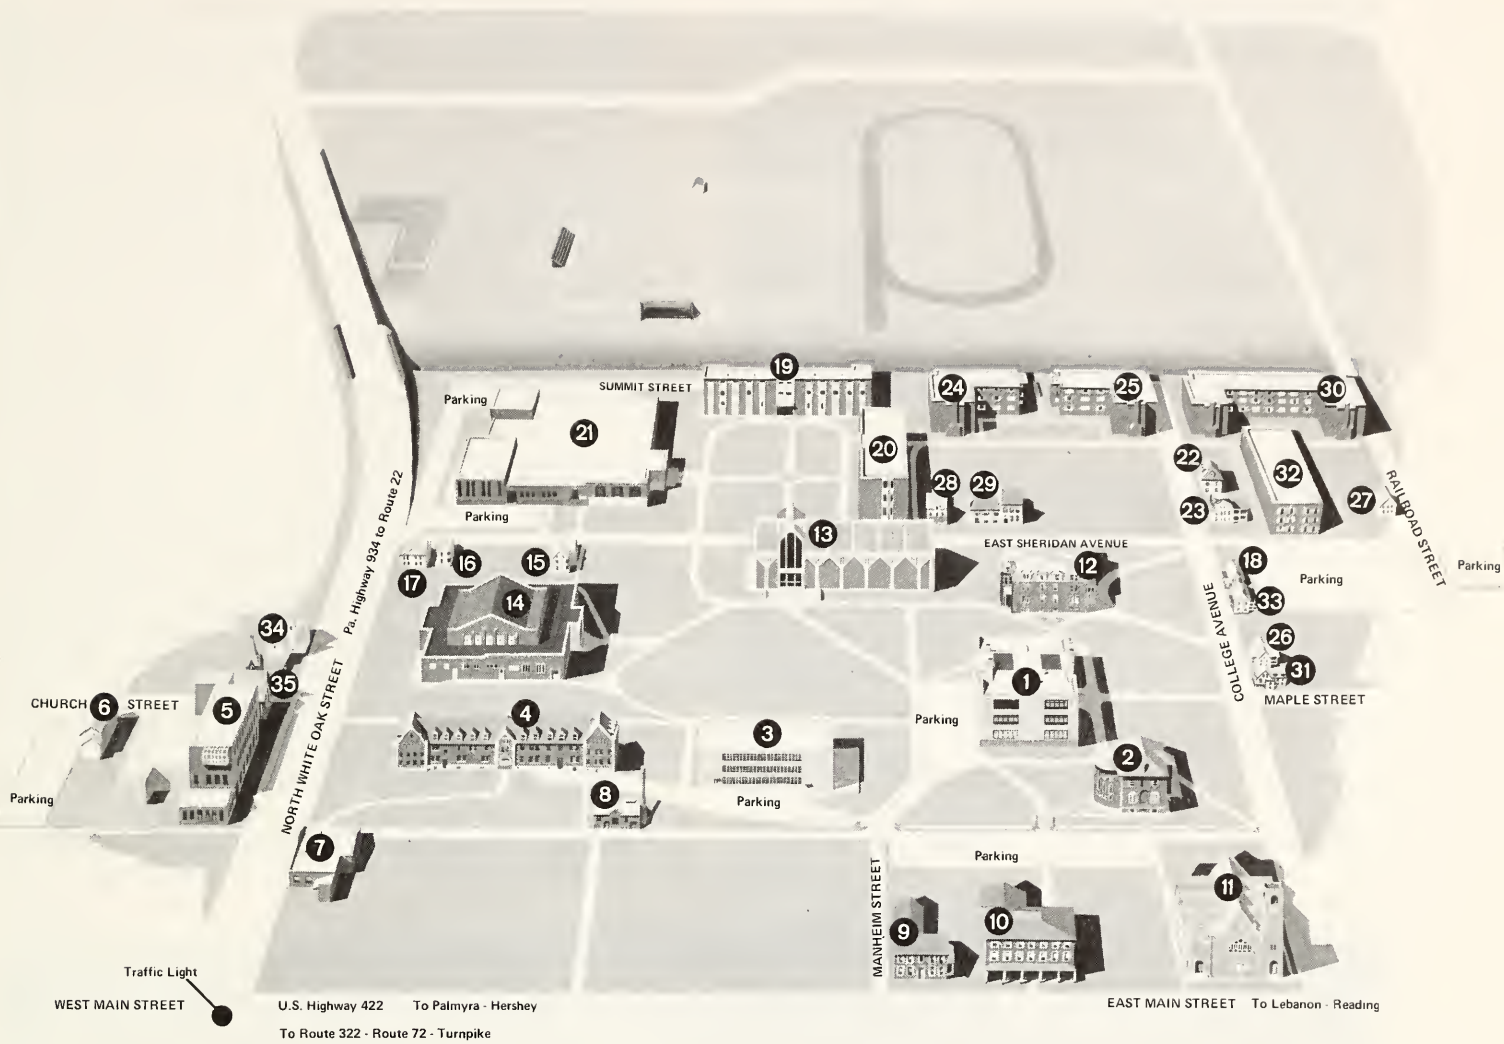 19
24
25
30
Parking
SUMMIT STREET
21
20
22
32
28
29
23
27
RAILROAD STREET
Parking
Pa. Highway 934 to Route 22
13
EAST SHERIDAN AVENUE
17
16
15
12
18
Parking
Parking
33
14
COLLEGE AVENUE
34
26
35
31
1
MAPLE STREET
CHURCH
6
STREET
5
4
3
Parking
2
NORTH WHITE OAK STREET
Parking
8
Parking
7
Parking
MANHEIM STREET
9
10
11
Traffic Light
WEST MAIN STREET
U.S. Highway 422
To Palmyra - Hershey
EAST MAIN STREET
To Lebanon - Reading
To Route 322 - Route 72 - Turnpike